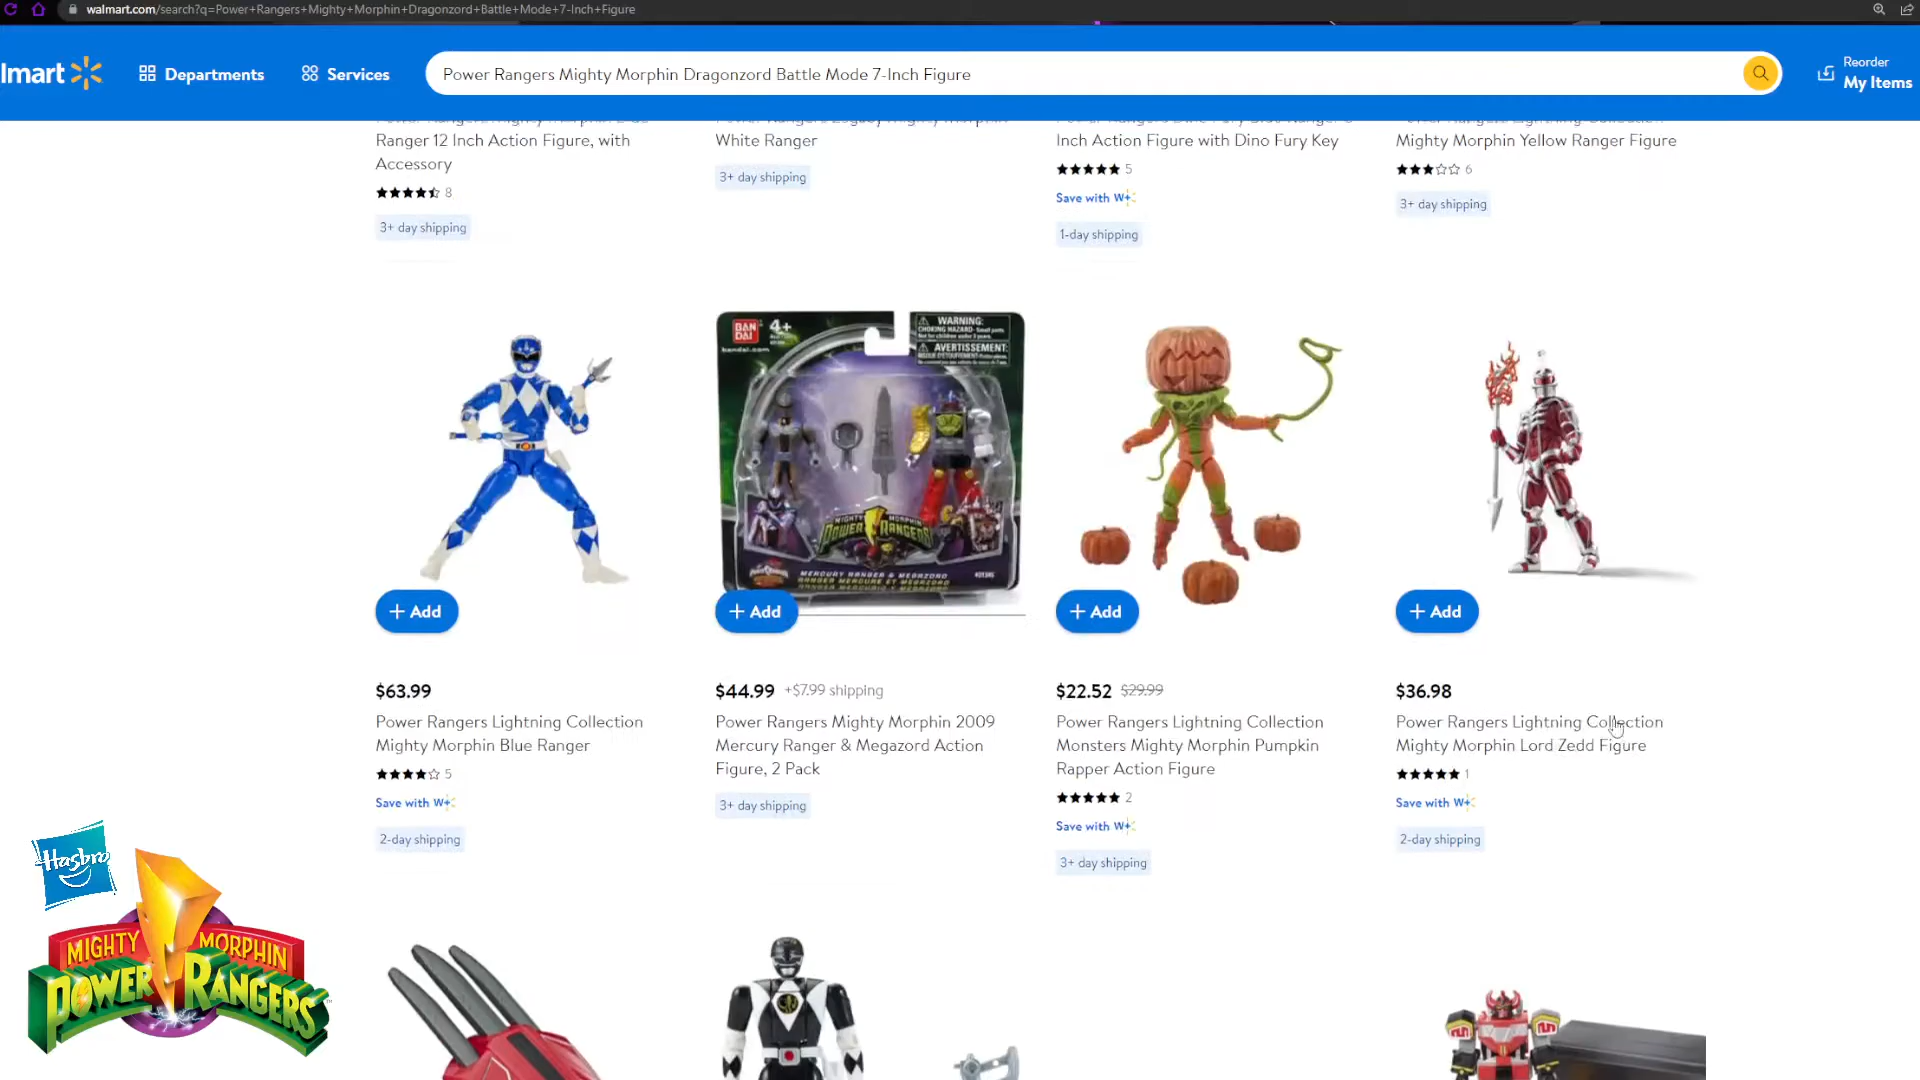 walmart.com/search?q=Power+Rangers+Mighty+Morphin+Dragonzord+Battle+Mode+7-Inch+Figure
lmart
Departments
Services
Power Rangers Mighty Morphin Dragonzord Battle Mode 7-Inch Figure
Reorder
My Items
Ranger 12 Inch Action Figure, with
Accessory
8
3+ day shipping
White Ranger
3+ day shipping
Inch Action Figure with Dino Fury Key
5
Save with W+
1-day shipping
Mighty Morphin Yellow Ranger Figure
6
3+ day shipping
BAN
DAI
4+
bandai.com
WARNING:
AVERTISSEMENT:
MIGHTY MORPHIN
POWER RANGERS
MERCURY RANGER & MEGAZORD
+ Add
+ Add
+ Add
+ Add
$63.99
Power Rangers Lightning Collection
Mighty Morphin Blue Ranger
5
Save with W+
2-day shipping
$44.99 +$7.99 shipping
Power Rangers Mighty Morphin 2009
Mercury Ranger & Megazord Action
Figure, 2 Pack
3+ day shipping
$22.52 $29.99
Power Rangers Lightning Collection
Monsters Mighty Morphin Pumpkin
Rapper Action Figure
2
Save with W+
3+ day shipping
$36.98
Power Rangers Lightning Collection
Mighty Morphin Lord Zedd Figure
1
Save with W+
2-day shipping
Hasbro
MIGHTY MORPHIN
POWER RANGERS